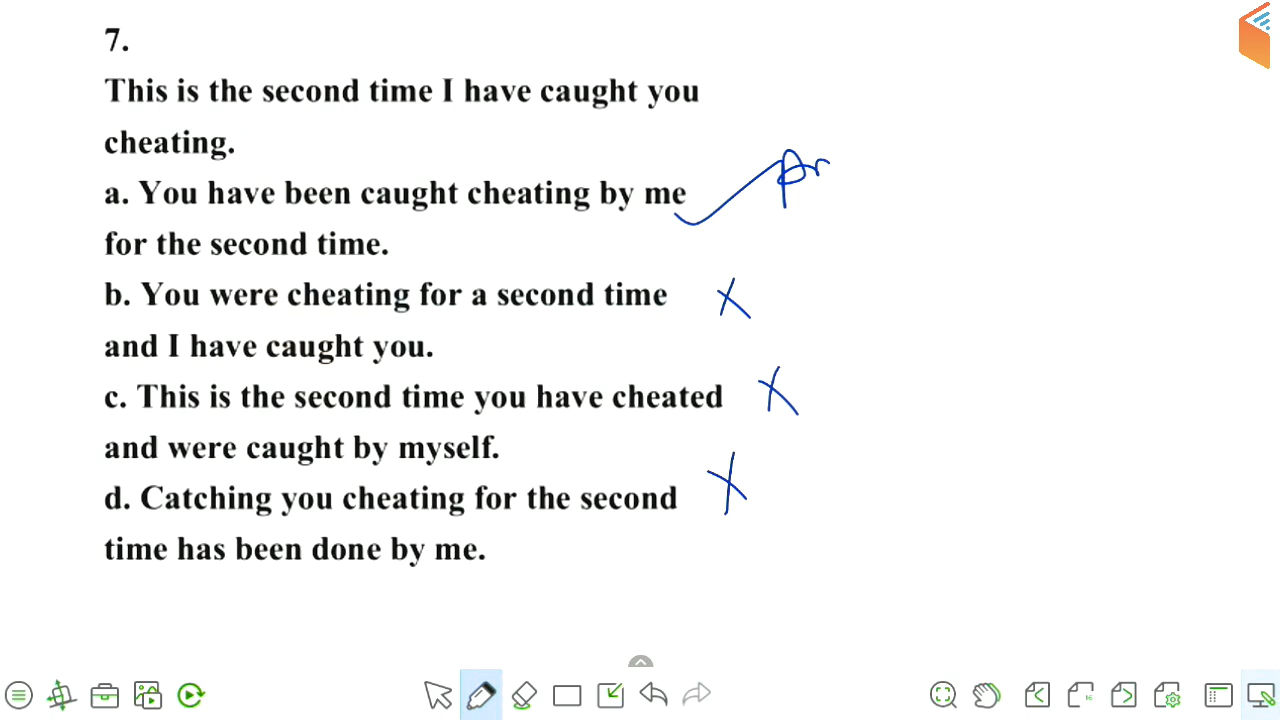 7.
This is the second time I have caught you
cheating.
a. You have been caught cheating by me
for the second time.
b. You were cheating for a second time
and I have caught you.
c. This is the second time you have cheated
and were caught by myself.
d. Catching you cheating for the second
time has been done by me.